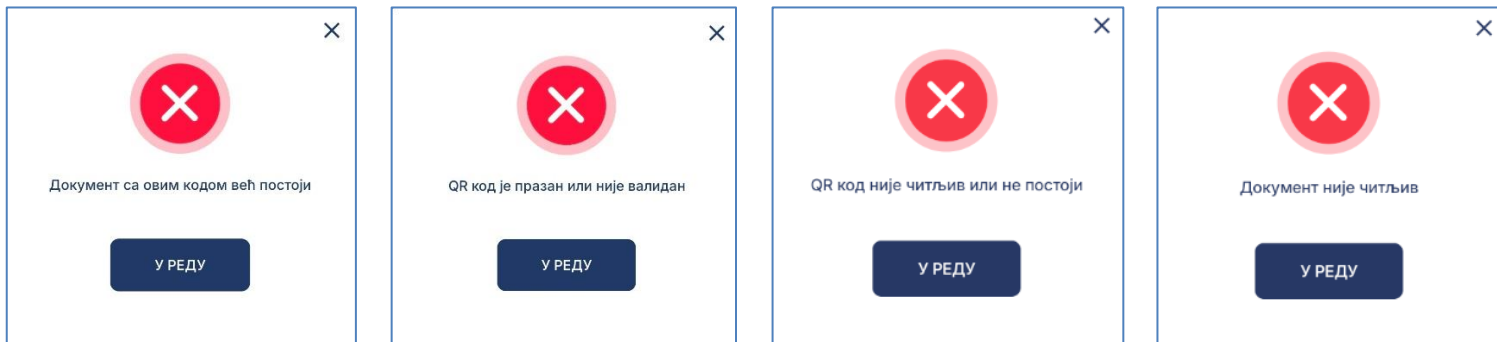 Документ са овим кодом већ постоји
У РЕДУ
QR код је празан или није валидан
У РЕДУ
QR код није читљив или не постоји
У РЕДУ
Документ није читљив
У РЕДУ